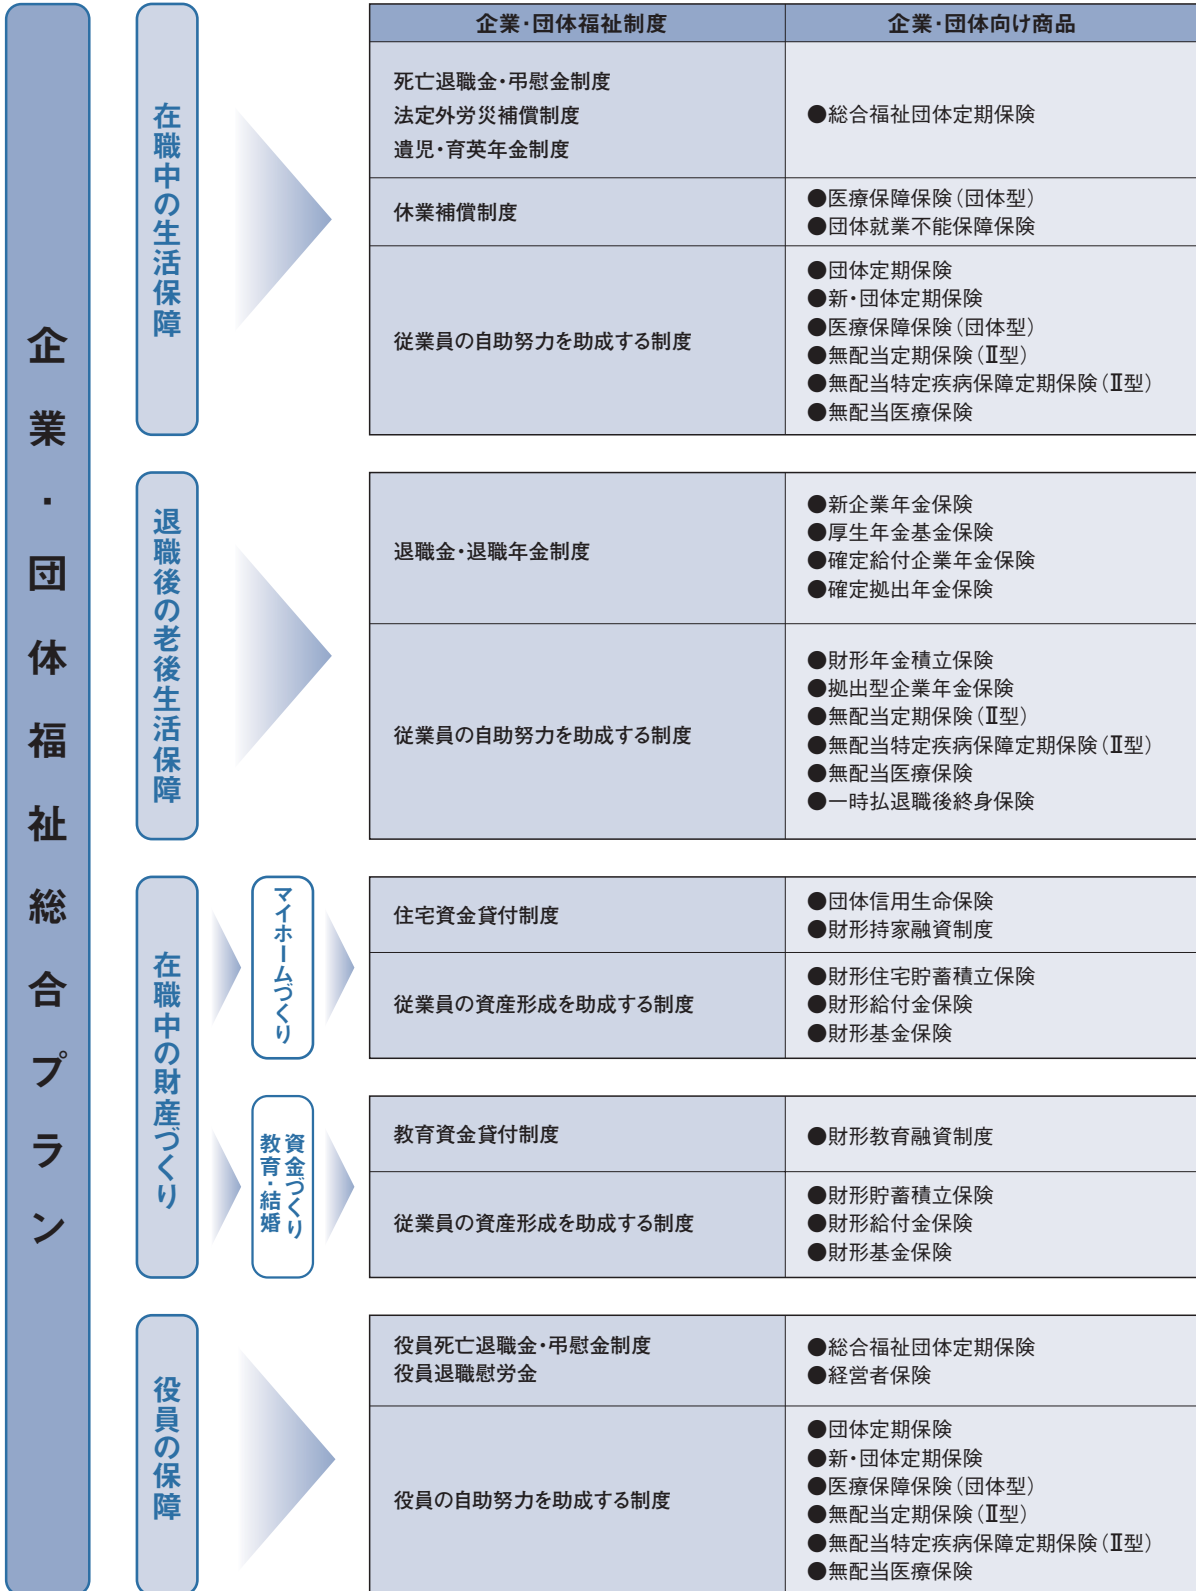 企業・団体福祉総合プラン
企業・団体福祉制度
企業・団体向け商品
在職中の生活保障
死亡退職金・弔慰金制度
法定外労災補償制度
遺児・育英年金制度
●総合福祉団体定期保険
休業補償制度
●医療保障保険（団体型）
●団体就業不能保障保険
従業員の自助努力を助成する制度
●団体定期保険
●新・団体定期保険
●医療保障保険（団体型）
●無配当定期保険（Ⅱ型）
●無配当特定疾病保障定期保険（Ⅱ型）
●無配当医療保険
退職後の老後生活保障
退職金・退職年金制度
●新企業年金保険
●厚生年金基金保険
●確定給付企業年金保険
●確定拠出年金保険
従業員の自助努力を助成する制度
●財形年金積立保険
●拠出型企業年金保険
●無配当定期保険（Ⅱ型）
●無配当特定疾病保障定期保険（Ⅱ型）
●無配当医療保険
●一時払退職後終身保険
在職中の財産づくり
マイホームづくり
住宅資金貸付制度
●団体信用生命保険
●財形持家融資制度
従業員の資産形成を助成する制度
●財形住宅貯蓄積立保険
●財形給付金保険
●財形基金保険
教育・結婚
資金づくり
教育資金貸付制度
●財形教育融資制度
従業員の資産形成を助成する制度
●財形貯蓄積立保険
●財形給付金保険
●財形基金保険
役員の保障
役員死亡退職金・弔慰金制度
役員退職慰労金
●総合福祉団体定期保険
●経営者保険
役員の自助努力を助成する制度
●団体定期保険
●新・団体定期保険
●医療保障保険（団体型）
●無配当定期保険（Ⅱ型）
●無配当特定疾病保障定期保険（Ⅱ型）
●無配当医療保険